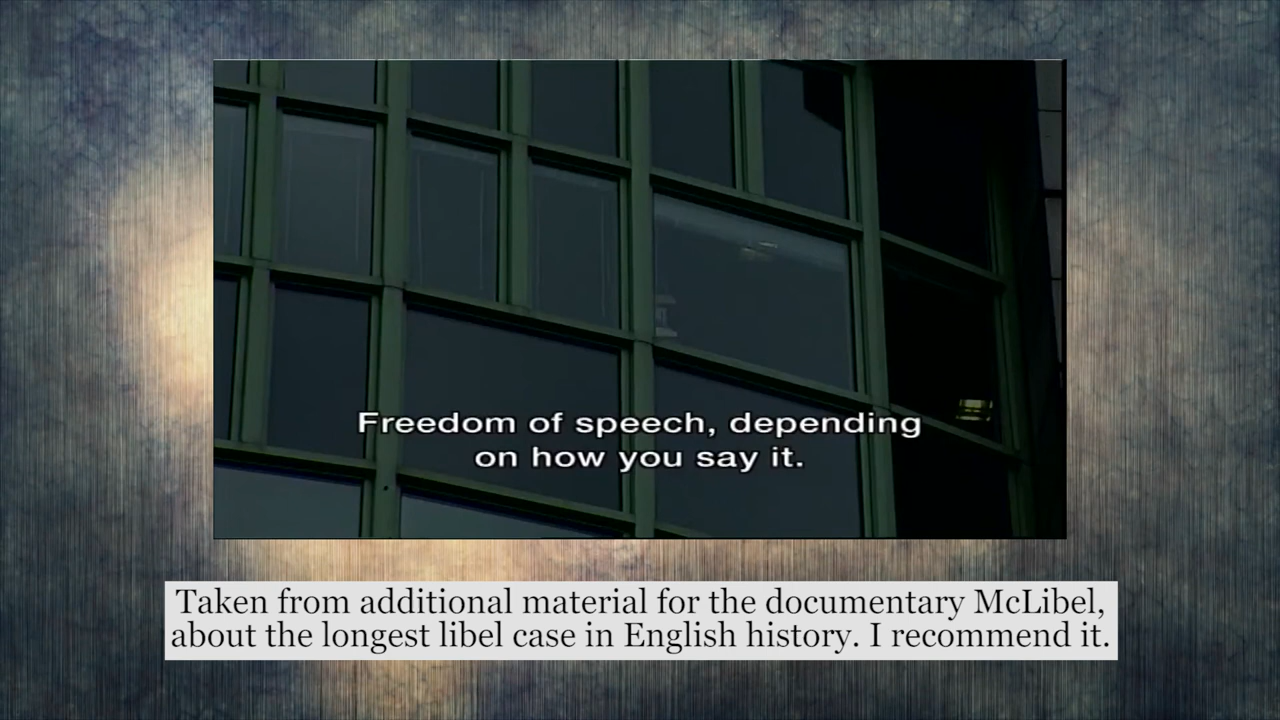 Freedom of speech, depending
on how you say it.
Taken from additional material for the documentary McLibel,
about the longest libel case in English history. I recommend it.